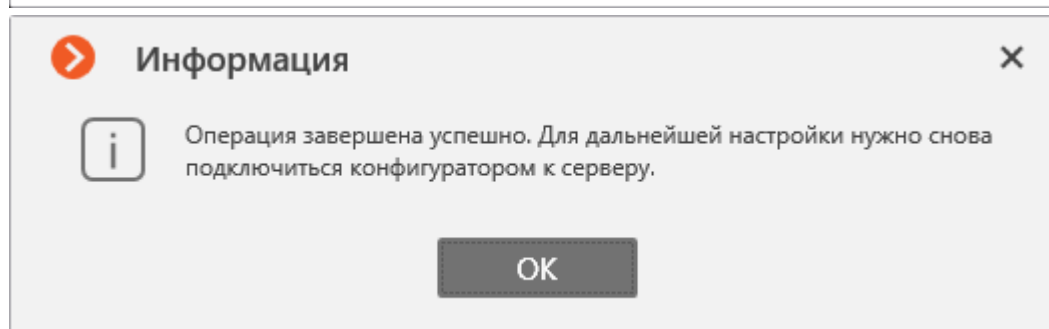 Информация
Операция завершена успешно. Для дальнейшей настройки нужно снова
подключиться конфигуратором к серверу.
OK